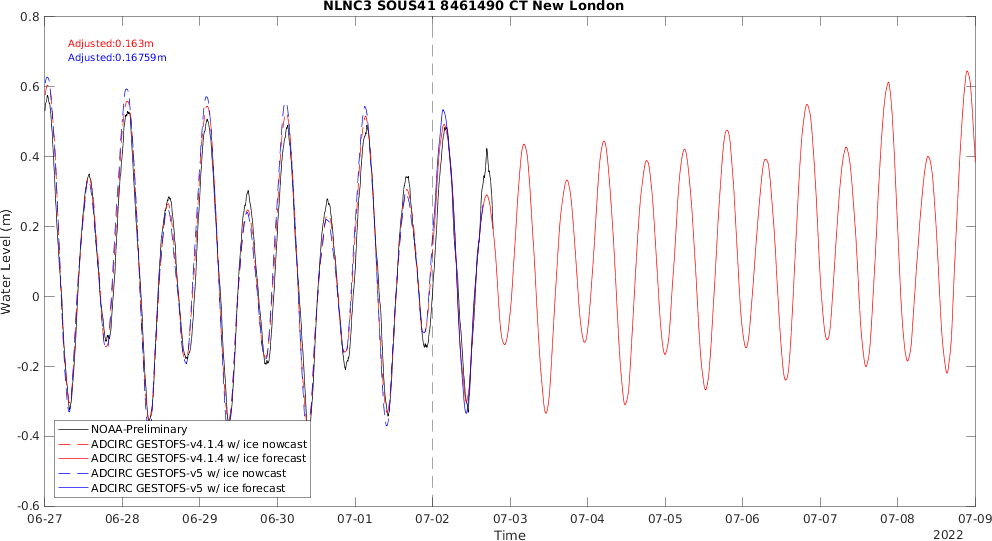 NLNC3 SOUS41 8461490 CT New London
Adjusted:0.163m
Adjusted:0.16759m
Water Level (m)
0.8
0.6
0.4
0.2
0
-0.2
-0.4
-0.6
NOAA-Preliminary
ADCIRC GESTOFS-v4.1.4 w/ ice nowcast
ADCIRC GESTOFS-v4.1.4 w/ ice forecast
ADCIRC GESTOFS-v5 w/ ice nowcast
ADCIRC GESTOFS-v5 w/ ice forecast
06-27 06-28 06-29 06-30 07-01 07-02 07-03 07-04 07-05 07-06 07-07 07-08 07-09
Time
2022